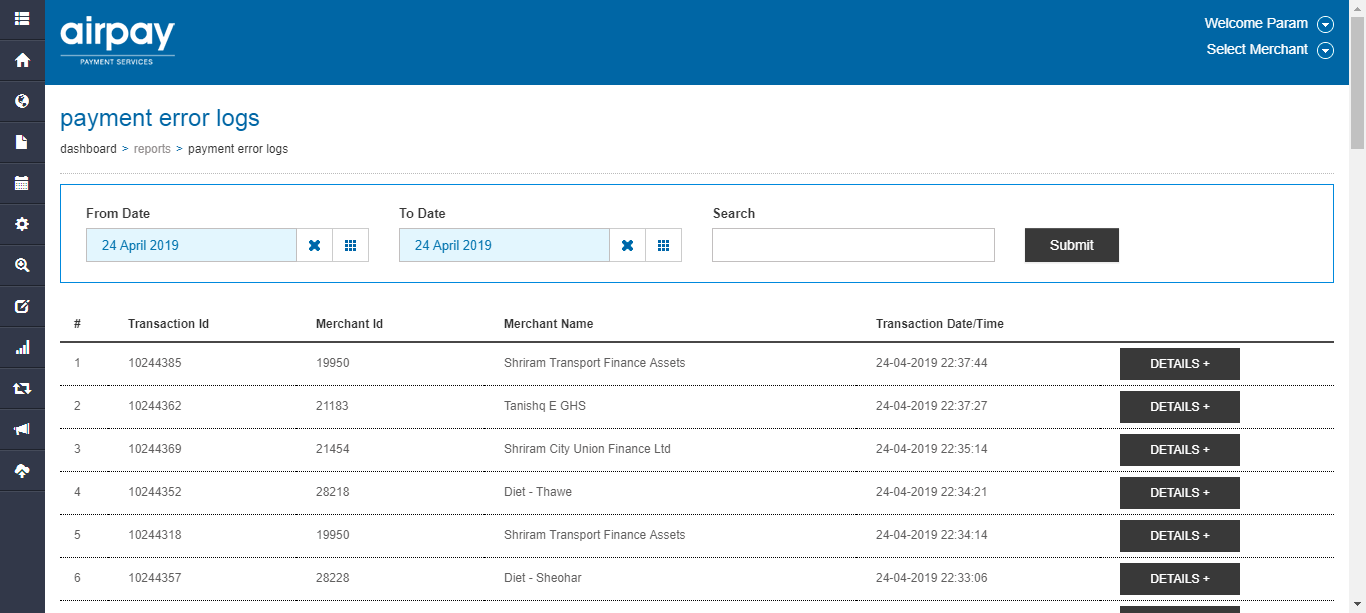 airpay
PAYMENT SERVICES
Welcome Param
Select Merchant
payment error logs
dashboard > reports > payment error logs
From Date To Date Search
24 April 2019 24 April 2019 Submit
# Transaction Id Merchant Id Merchant Name Transaction Date/Time
1 10244385 19950 Shriram Transport Finance Assets 24-04-2019 22:37:44 DETAILS +
2 10244362 21183 Tanishq E GHS 24-04-2019 22:37:27 DETAILS +
3 10244369 21454 Shriram City Union Finance Ltd 24-04-2019 22:35:14 DETAILS +
4 10244352 28218 Diet - Thawe 24-04-2019 22:34:21 DETAILS +
5 10244318 19950 Shriram Transport Finance Assets 24-04-2019 22:34:14 DETAILS +
6 10244357 28228 Diet - Sheohar 24-04-2019 22:33:06 DETAILS +